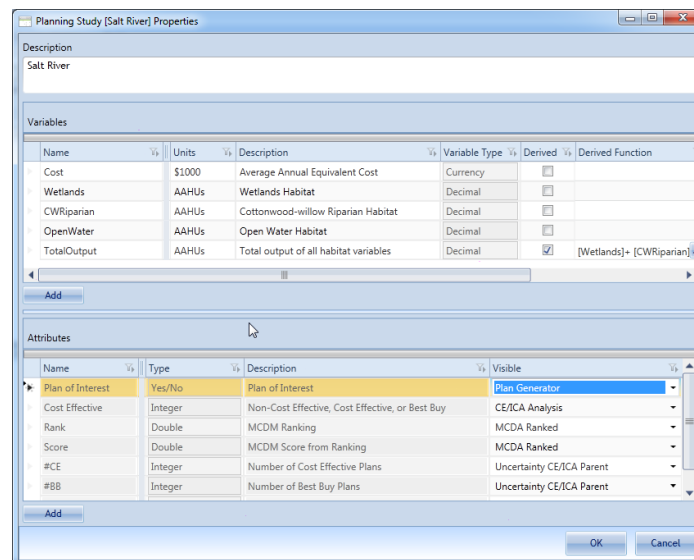 Planning Study [Salt River] Properties
Description
Salt River
Variables
Name Units Description Variable Type Derived Derived Function
Cost $1000 Average Annual Equivalent Cost Currency
Wetlands AAHUs Wetlands Habitat Decimal
CWRiparian AAHUs Cottonwood-willow Riparian Habitat Decimal
OpenWater AAHUs Open Water Habitat Decimal
TotalOutput AAHUs Total output of all habitat variables Decimal [Wetlands]+ [CWRiparian]
Add
Attributes
Name Type Description Visible
Plan of Interest Yes/No Plan of Interest Plan Generator
Cost Effective Integer Non-Cost Effective, Cost Effective, or Best Buy CE/ICA Analysis
Rank Double MCDM Ranking MCDA Ranked
Score Double MCDM Score from Ranking MCDA Ranked
#CE Integer Number of Cost Effective Plans Uncertainty CE/ICA Parent
#BB Integer Number of Best Buy Plans Uncertainty CE/ICA Parent
Add
OK Cancel